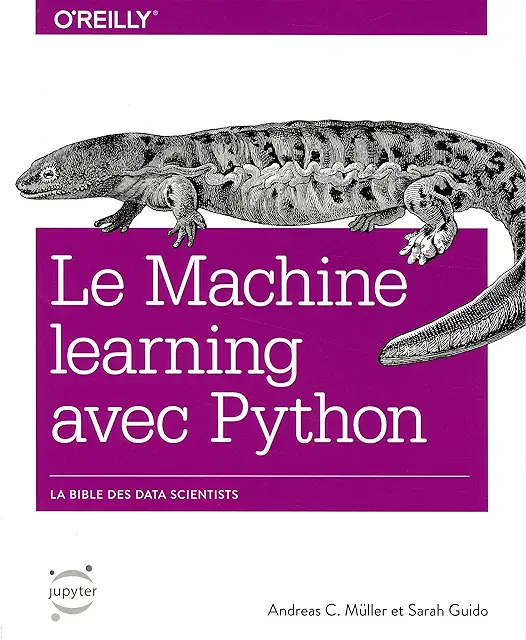 O'REILLY®
Le Machine
learning
avec Python
LA BIBLE DES DATA SCIENTISTS
jupyter
Andreas C. Müller et Sarah Guido